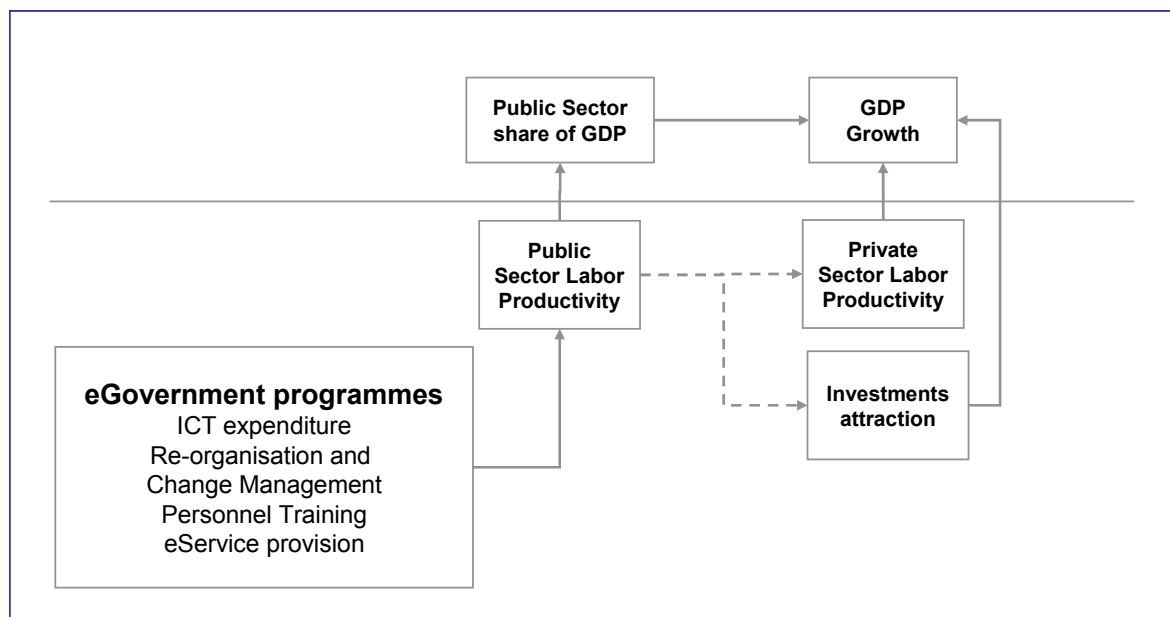 Public Sector
share of GDP
GDP
Growth
Public
Sector Labor
Productivity
Private
Sector Labor
Productivity
eGovernment programmes
ICT expenditure
Re-organisation and
Change Management
Personnel Training
eService provision
Investments
attraction